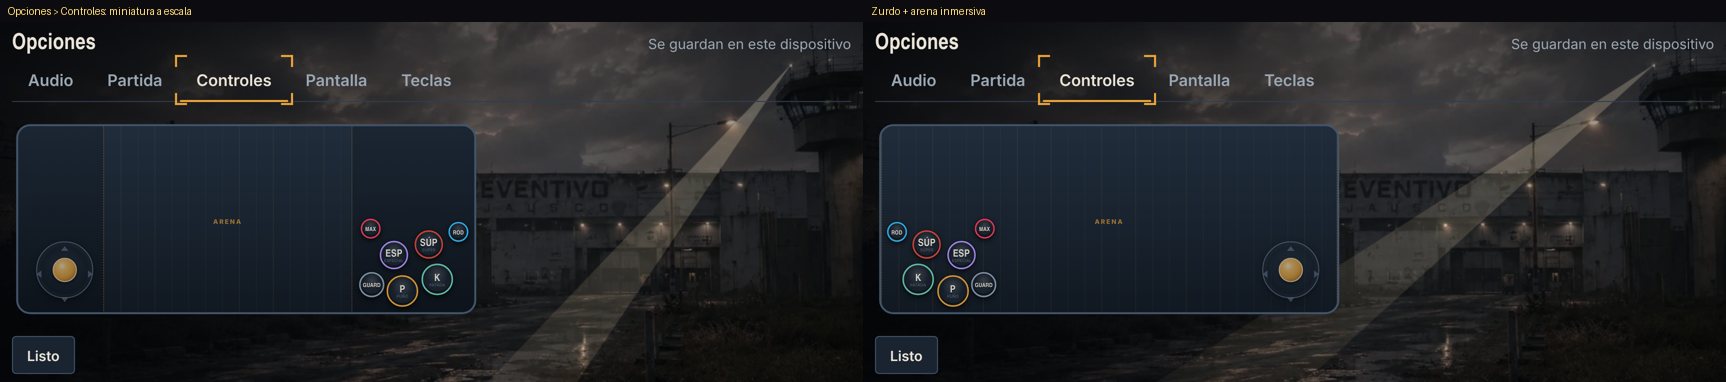 Opciones > Controles: miniatura a escala
Opciones
Se guardan en este dispositivo
Audio Partida Controles Pantalla Teclas
ARENA
MAX
SÚP
ROD
ESP
K
GUARD
P
Listo
Zurdo + arena inmersiva
Opciones
Se guardan en este dispositivo
Audio Partida Controles Pantalla Teclas
ARENA
ROD
SÚP
MAX
ESP
K
P
GUARD
Listo